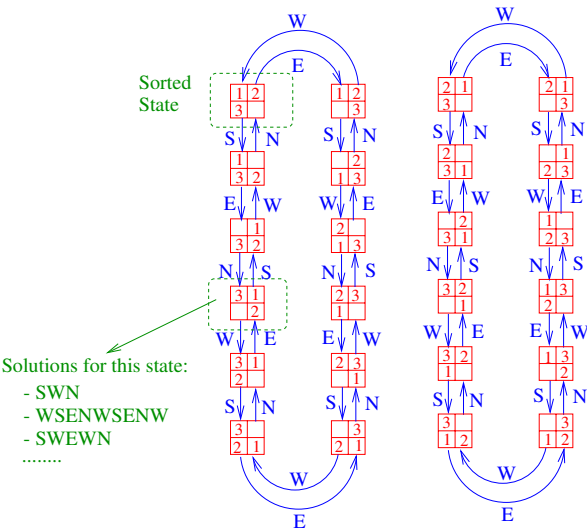 W W
E E
Sorted
State
1 2 1 2 2 1 2 1
3 3 3 3
S N S N S N S N
1 2 2 1
3 2 1 3 3 1 2 3
E W W E E W W E
1 2 2 1
3 2 1 3 3 1 2 3
N S N S N S N S
3 1 2 3 3 2 1 3
2 1 1 2
W E E W W E E W
3 1 2 3 3 2 1 3
2 1 1 2
Solutions for this state:
- SWN
- WSENWSENW
- SWEWN
........
S N S N S N S N
3 3 3 3
2 1 2 1 1 2 1 2
W W
E E